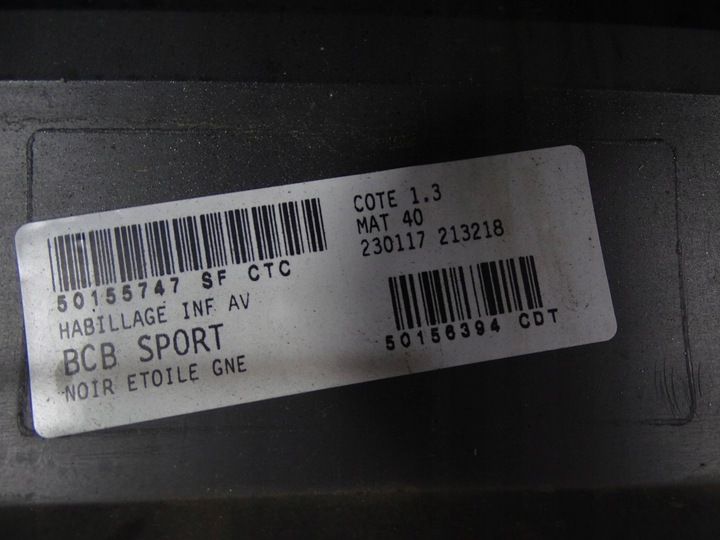 50155747 SF CTC
HABILLAGE INF AV
BCB SPORT
NOIR ETOILE GNE
COTE 1.3
MAT 40
230117 213218
50156394 CDT